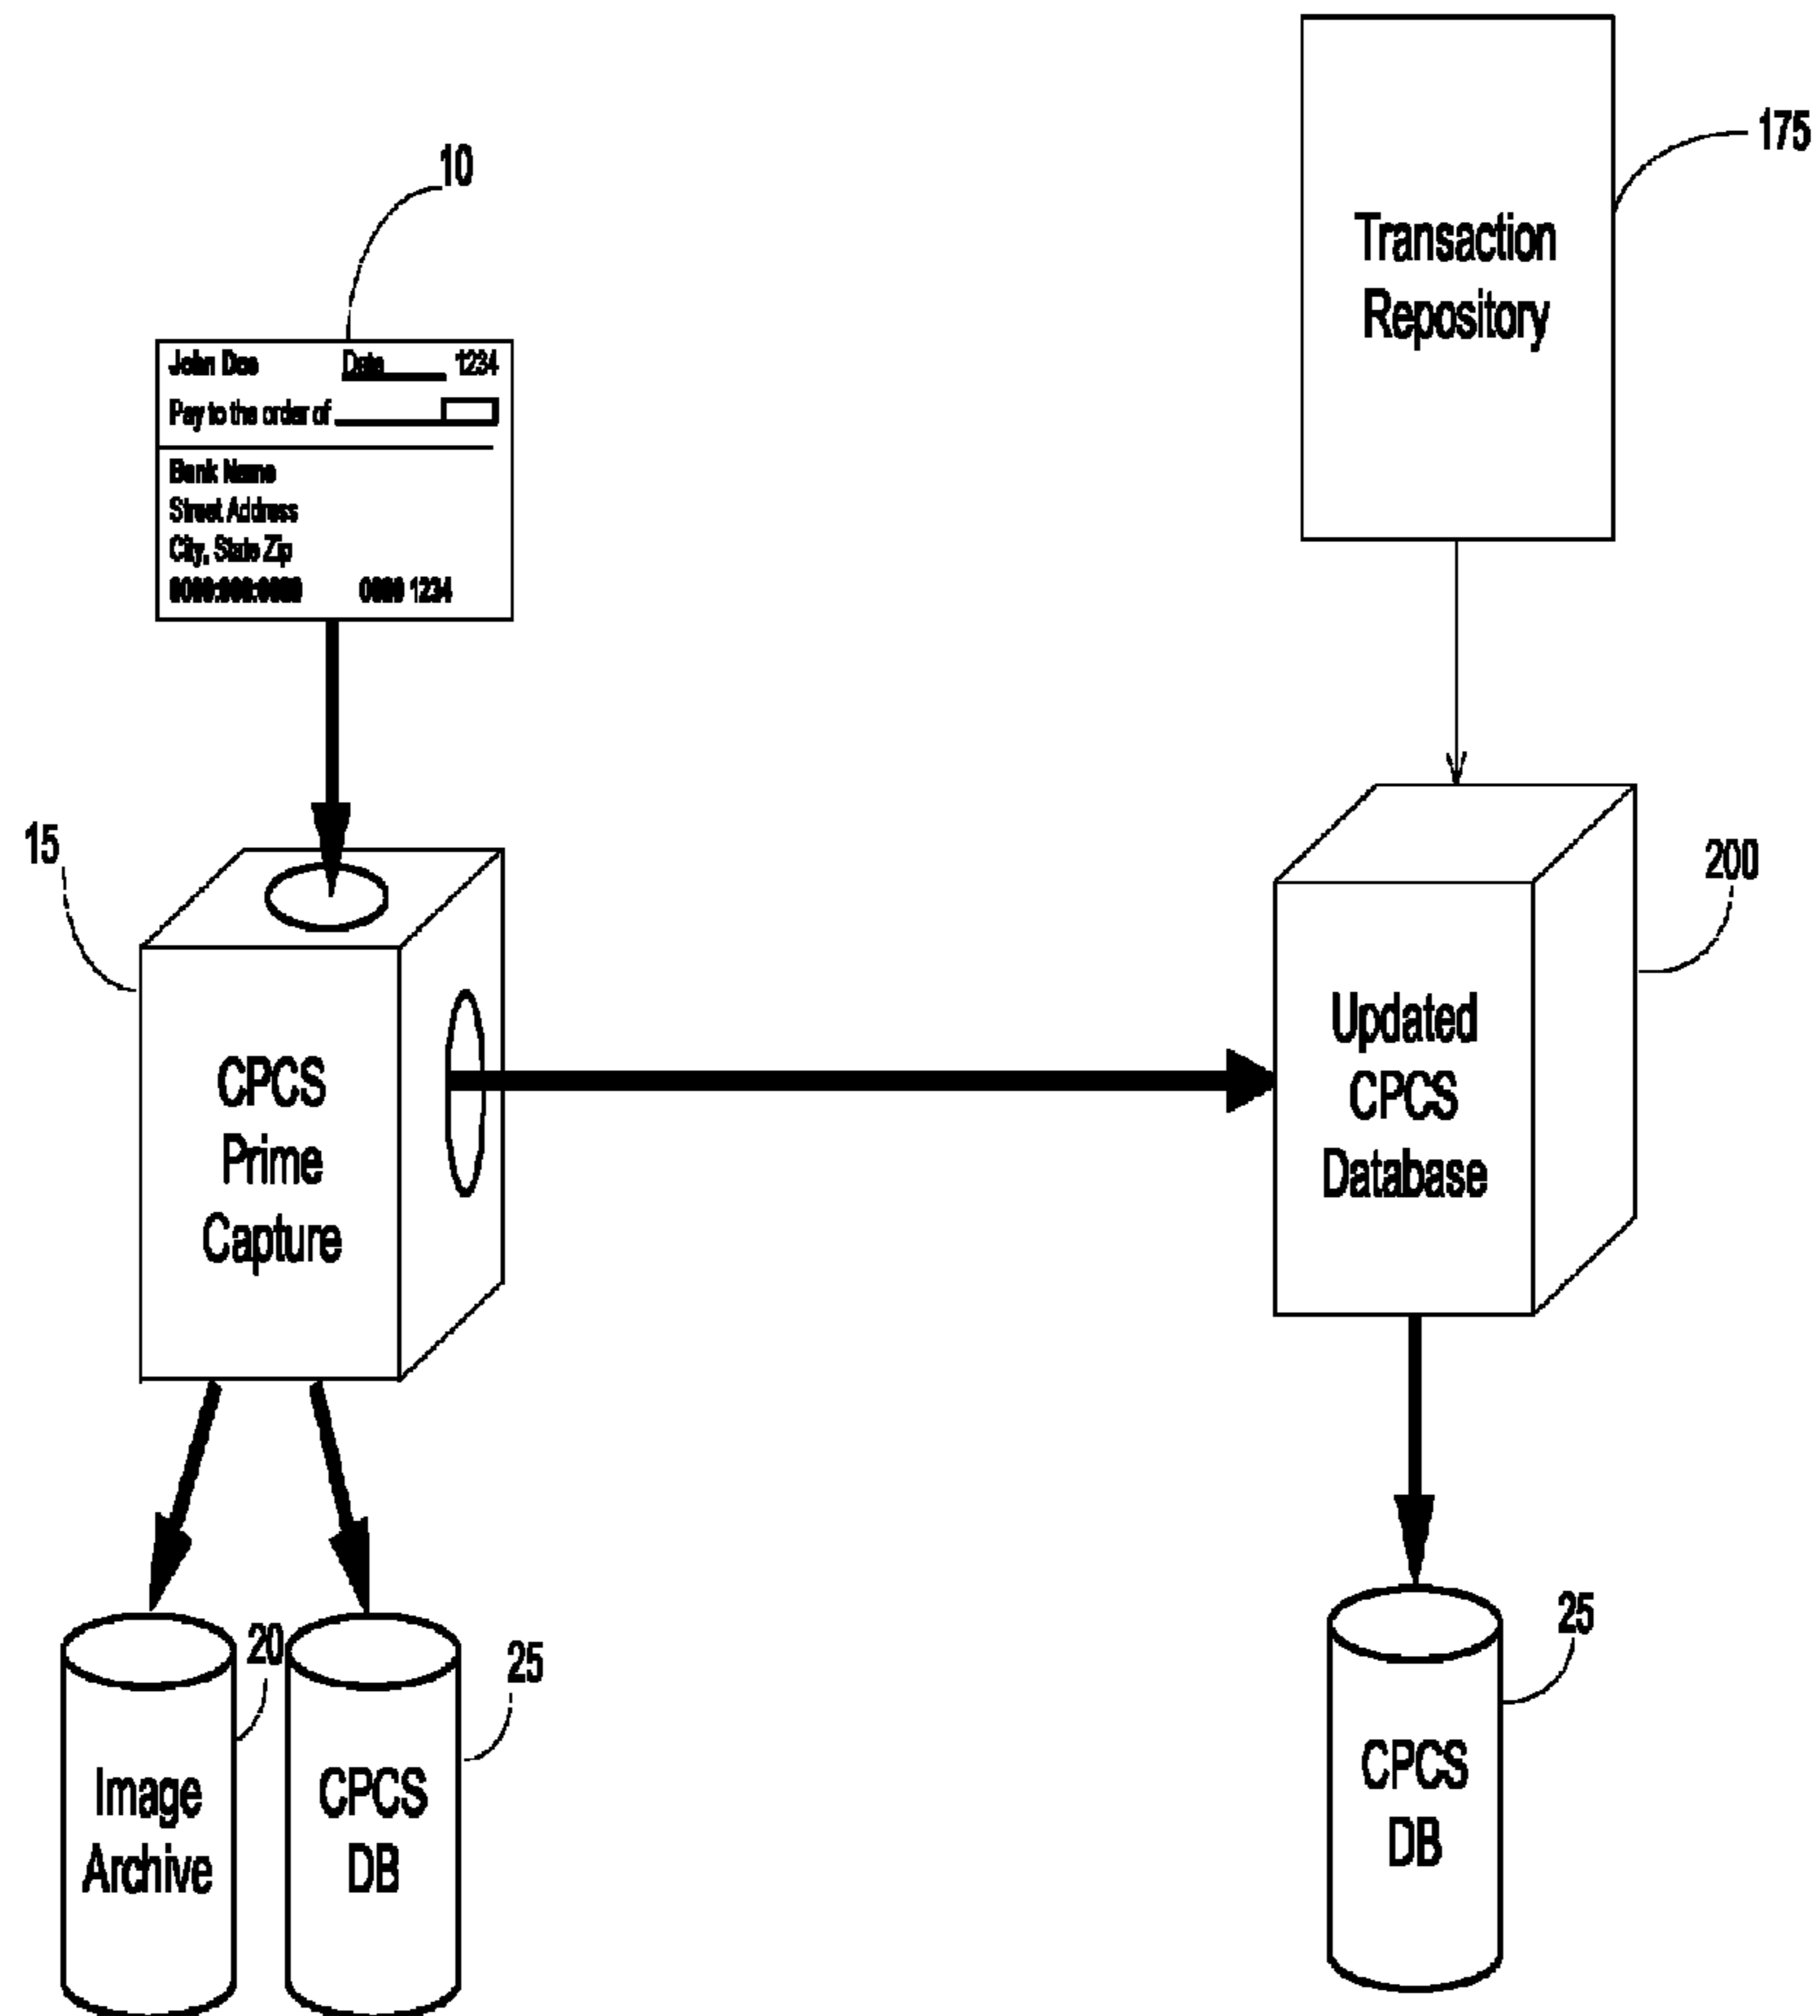 10
John Doe Date 1234
Pay to the order of
Bank Name
Street Address
City, State Zip
0000 1234
15
CPCS
Prime
Capture
20
Image
Archive
25
CPCS
DB
175
Transaction
Repository
200
Updated
CPCS
Database
25
CPCS
DB